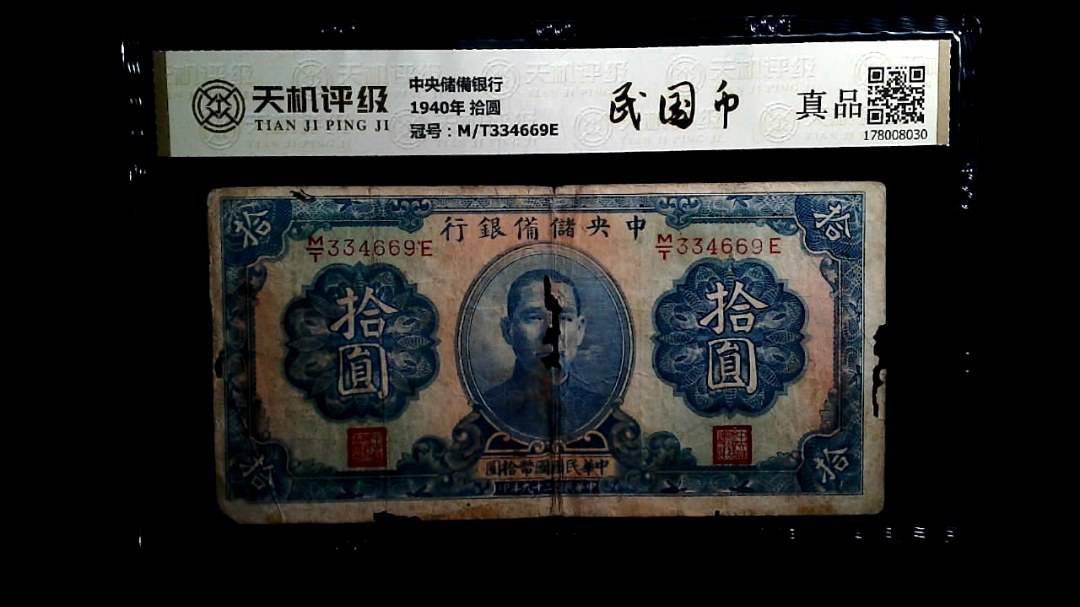 天机评级
TIAN JI PING JI
中央储備银行
1940年 拾圆
冠号：M/T334669E
民国币
真品
178008030
行銀備儲央中
M/T334669E
M/T334669E
拾
拾
拾圓
拾圓
圓拾幣國國民華中
拾
拾